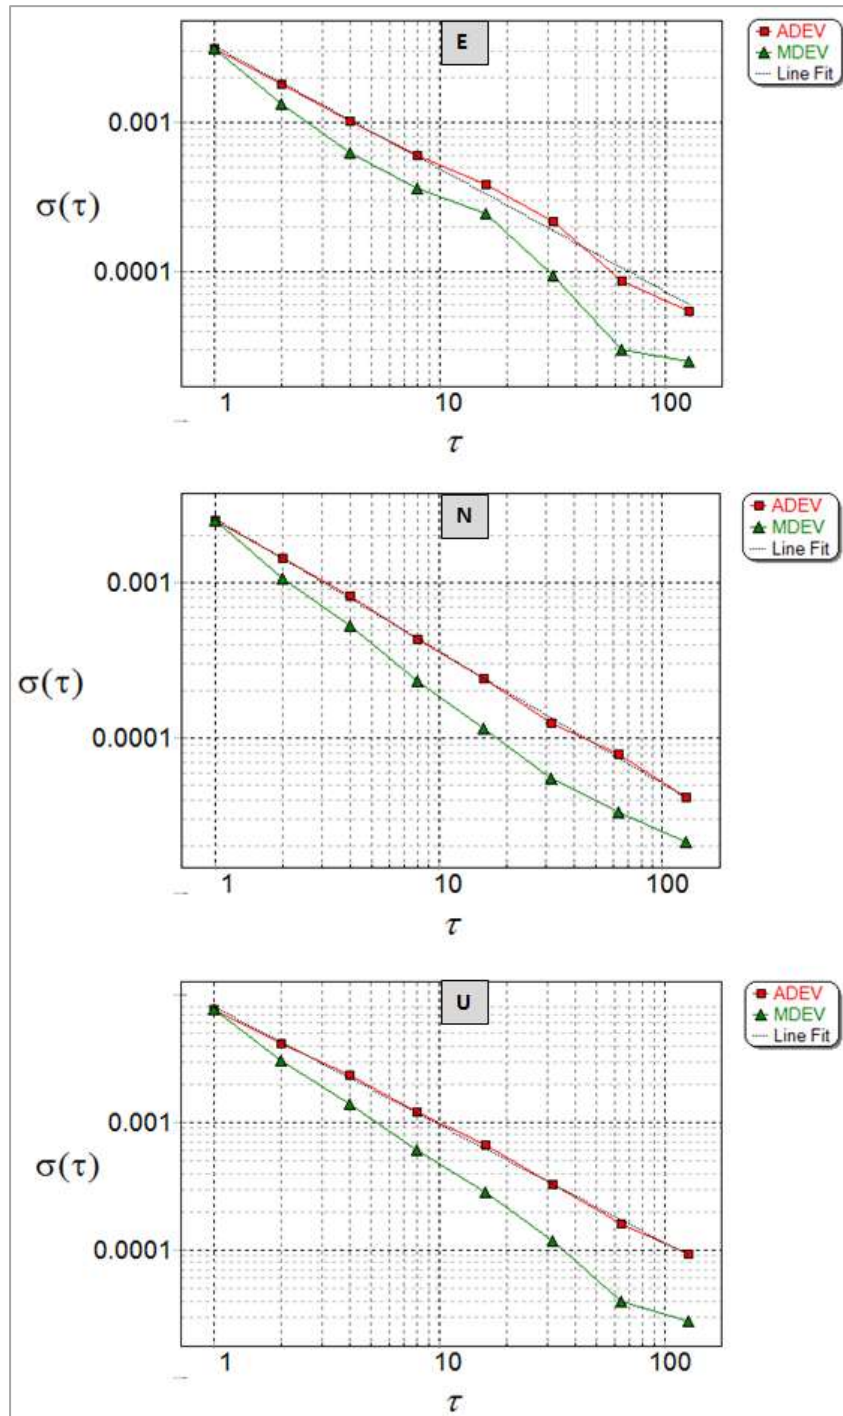 E
ADEV
MDEV
Line Fit
0.001
σ(τ)
0.0001
1 10 100
τ
N
ADEV
MDEV
Line Fit
0.001
σ(τ)
0.0001
1 10 100
τ
U
ADEV
MDEV
Line Fit
0.001
σ(τ)
0.0001
1 10 100
τ